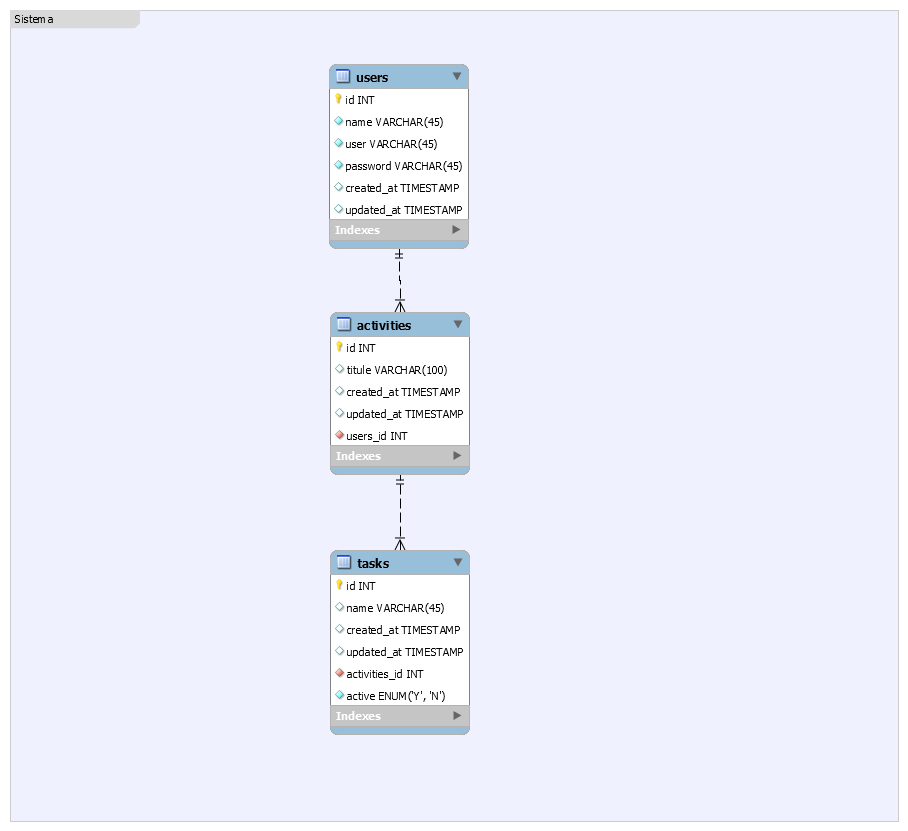 Sistema
users
id INT
name VARCHAR(45)
user VARCHAR(45)
password VARCHAR(45)
created_at TIMESTAMP
updated_at TIMESTAMP
Indexes
activities
id INT
titule VARCHAR(100)
created_at TIMESTAMP
updated_at TIMESTAMP
users_id INT
Indexes
tasks
id INT
name VARCHAR(45)
created_at TIMESTAMP
updated_at TIMESTAMP
activities_id INT
active ENUM('Y', 'N')
Indexes